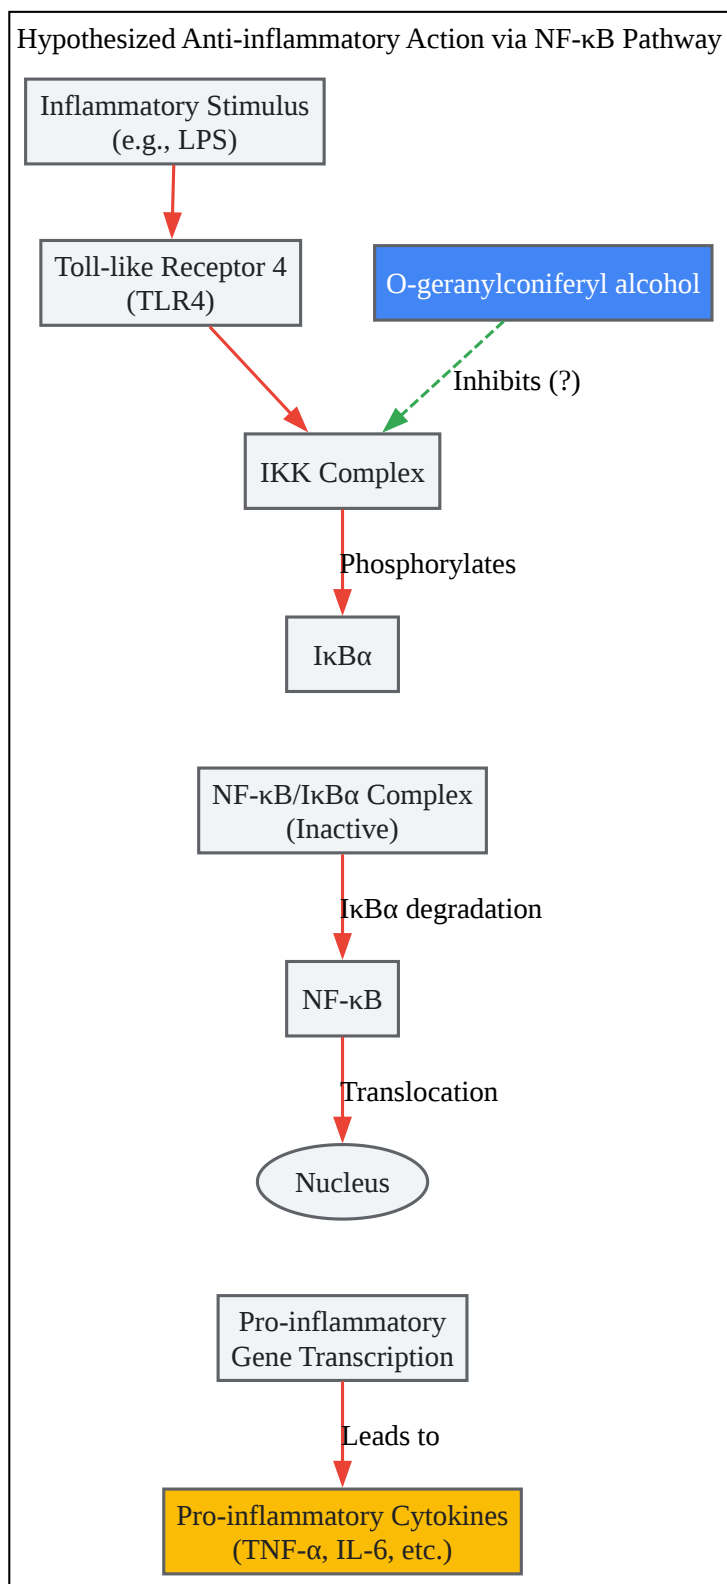 Hypothesized Anti-inflammatory Action via NF-κB Pathway
Inflammatory Stimulus
(e.g., LPS)
Toll-like Receptor 4
(TLR4)
O-geranylconiferyl alcohol
Inhibits (?)
IKK Complex
Phosphorylates
IκBα
NF-κB/IκBα Complex
(Inactive)
IκBα degradation
NF-κB
Translocation
Nucleus
Pro-inflammatory
Gene Transcription
Leads to
Pro-inflammatory Cytokines
(TNF-α, IL-6, etc.)